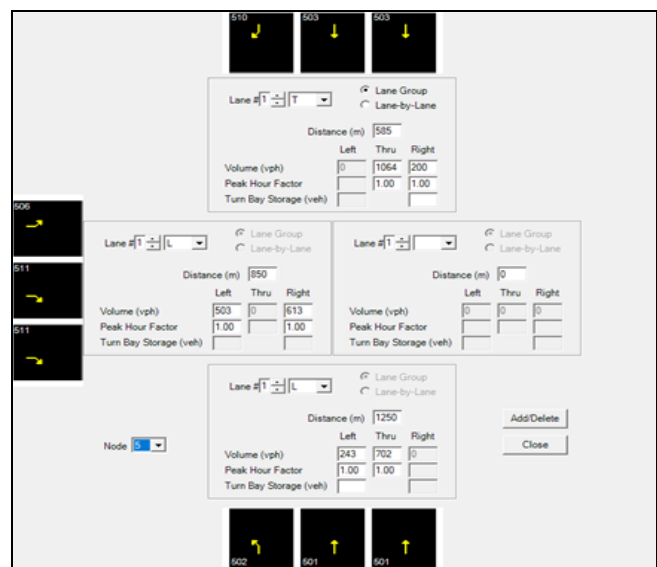 510 503 503
Lane # 1 T Lane Group
Lane-by-Lane
Distance (m) 585
Left Thru Right
Volume (vph) 0 1064 200
Peak Hour Factor 1.00 1.00
Turn Bay Storage (veh)
506
511
511
Lane # 1 L Lane Group
Lane-by-Lane
Distance (m) 850
Left Thru Right
Volume (vph) 503 0 613
Peak Hour Factor 1.00 1.00
Turn Bay Storage (veh)
Lane # 1 Lane Group
Lane-by-Lane
Distance (m) 0
Left Thru Right
Volume (vph) 0 0 0
Peak Hour Factor
Turn Bay Storage (veh)
Lane # 1 L Lane Group
Lane-by-Lane
Distance (m) 1250
Left Thru Right
Volume (vph) 243 702 0
Peak Hour Factor 1.00 1.00
Turn Bay Storage (veh)
Node 5
Add/Delete
Close
502 501 501